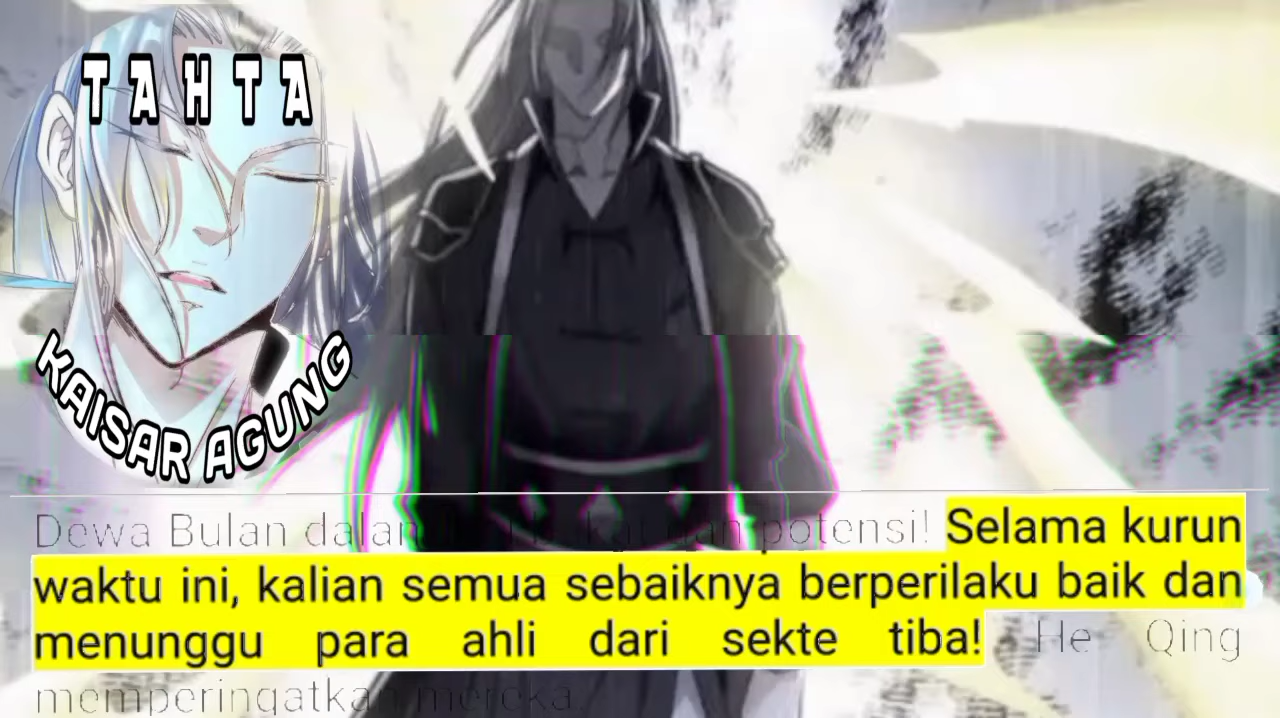 TAHTA
KAISAR AGUNG
Dewa Bulan dalam potensi! Selama kurun
waktu ini, kalian semua sebaiknya berperilaku baik dan
menunggu para ahli dari sekte tiba! He Qing
memperingatkan mereka.